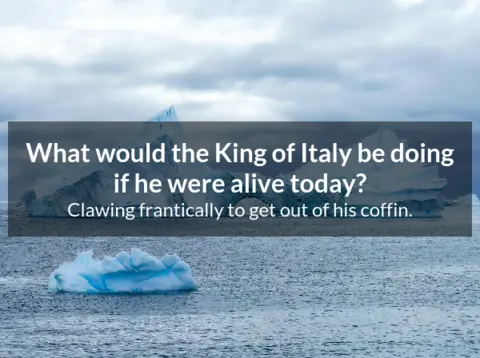 What would the King of Italy be doing
if he were alive today?
Clawing frantically to get out of his coffin.